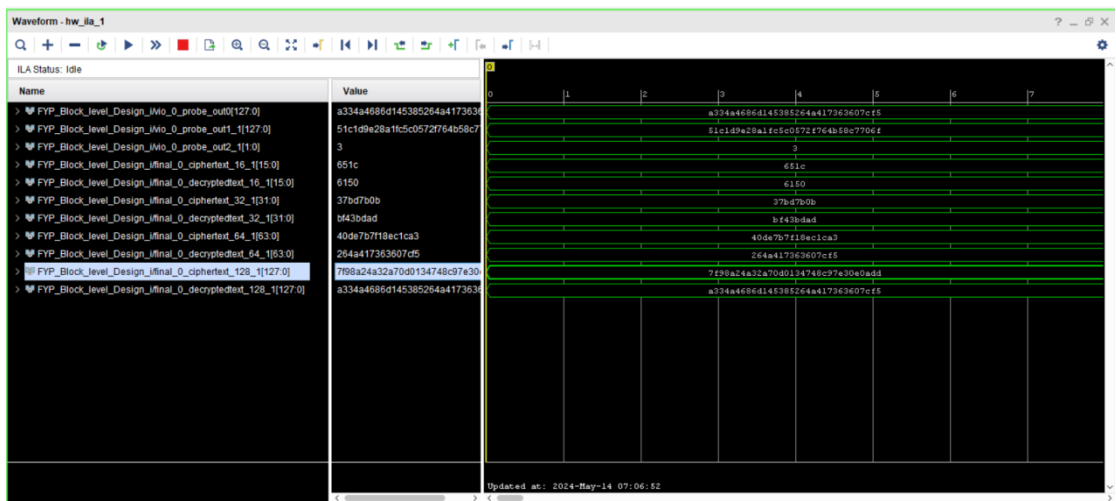 Waveform - hw_ila_1
ILA Status: Idle
Name Value
0 0 1 2 3 4 5 6 7
FYP_Block_level_Design_i/vio_0_probe_out0[127:0] a334a4686d145385264a4173636 a334a4686d145385264a417363607cf5
FYP_Block_level_Design_i/vio_0_probe_out1_1[127:0] 51c1d9e28a1fc5c0572f764b58c7 51c1d9e28a1fc5c0572f764b58c7706f
FYP_Block_level_Design_i/vio_0_probe_out2_1[1:0] 3 3
FYP_Block_level_Design_i/final_0_ciphertext_16_1[15:0] 651c 651c
FYP_Block_level_Design_i/final_0_decryptedtext_16_1[15:0] 6150 6150
FYP_Block_level_Design_i/final_0_ciphertext_32_1[31:0] 37bd7b0b 37bd7b0b
FYP_Block_level_Design_i/final_0_decryptedtext_32_1[31:0] bf43bdad bf43bdad
FYP_Block_level_Design_i/final_0_ciphertext_64_1[63:0] 40de7b7f18ec1ca3 40de7b7f18ec1ca3
FYP_Block_level_Design_i/final_0_decryptedtext_64_1[63:0] 264a417363607cf5 264a417363607cf5
FYP_Block_level_Design_i/final_0_ciphertext_128_1[127:0] 7f98a24a32a70d0134748c97e30 7f98a24a32a70d0134748c97e30e0add
FYP_Block_level_Design_i/final_0_decryptedtext_128_1[127:0] a334a4686d145385264a4173636 a334a4686d145385264a417363607cf5
Updated at: 2024-May-14 07:06:52